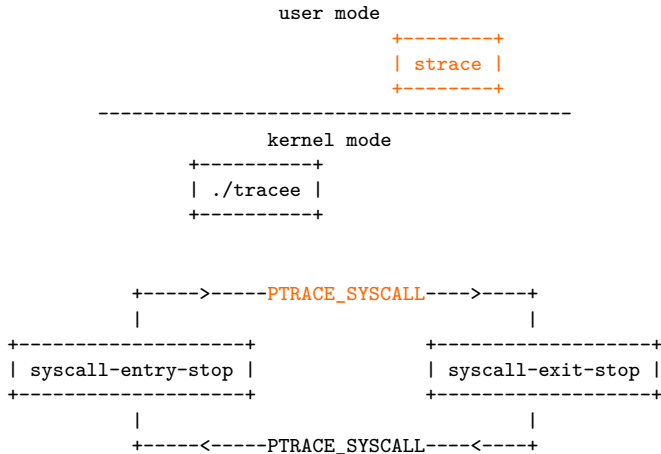 user mode
+--------+
| strace |
+--------+
------------------------------------------
kernel mode
+----------+
| ./tracee |
+----------+
+----->-----PTRACE_SYSCALL---->----+
| |
+--------------------+ +-------------------+
| syscall-entry-stop | | syscall-exit-stop |
+--------------------+ +-------------------+
| |
+-----<-----PTRACE_SYSCALL----<----+